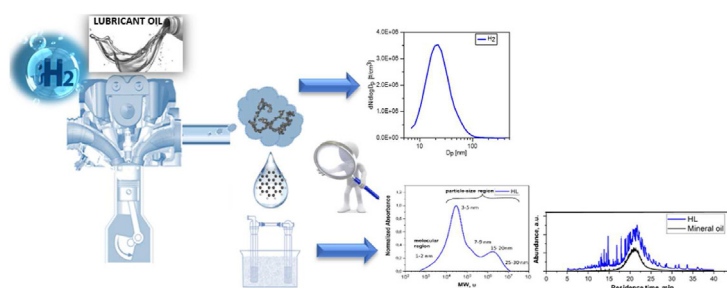 LUBRICANT OIL
H2
4.0E+06
3.0E+06
2.0E+06
1.0E+06
0.0E+00
H2
dN/dlogDp [#/cm³]
10
100
Dp [nm]
particle-size region
HL
3-5 nm
7-9 nm
15-20nm
25-30 nm
molecular
region
1-2 nm
Normalized Absorbance
MW, u
HL
Mineral oil
Abundance, a.u.
0 5 10 15 20 25 30 35 40
Residence time, min